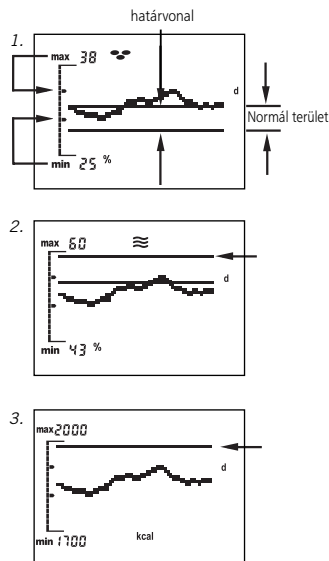 határvonal
1.
max 38
d
Normál terület
min 25 %
2.
max 60
d
min 43 %
3.
max 2000
d
min 1700
kcal